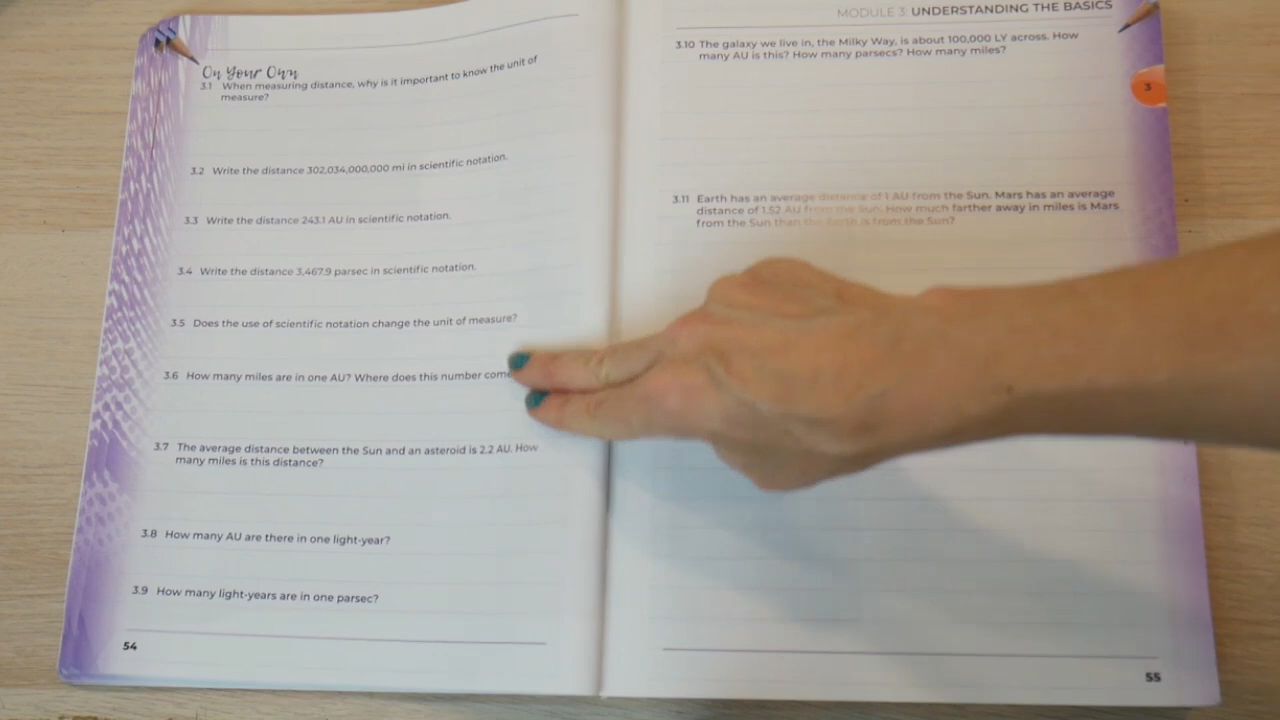 On Your Own
3.1 When measuring distance, why is it important to know the unit of
measure?
3.2 Write the distance 302,034,000,000 mi in scientific notation.
3.3 Write the distance 243.1 AU in scientific notation.
3.4 Write the distance 3,467.9 parsec in scientific notation.
3.5 Does the use of scientific notation change the unit of measure?
3.6 How many miles are in one AU? Where does this number come
3.7 The average distance between the Sun and an asteroid is 2.2 AU. How
many miles is this distance?
3.8 How many AU are there in one light-year?
3.9 How many light-years are in one parsec?
54
MODULE 3: UNDERSTANDING THE BASICS
3.10 The galaxy we live in, the Milky Way, is about 100,000 LY across. How
many AU is this? How many parsecs? How many miles?
3
3.11 Earth has an average distance of 1 AU from the Sun. Mars has an average
distance of 1.52 AU from the Sun. How much farther away in miles is Mars
from the Sun than the Earth is from the Sun?
55